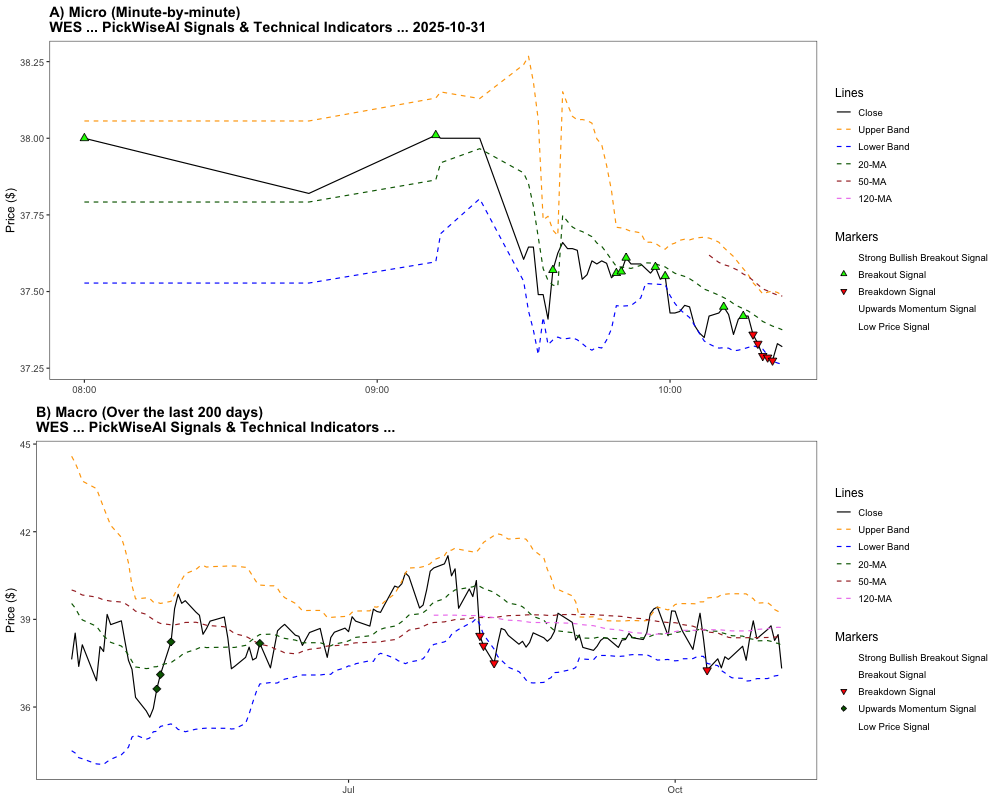 A) Micro (Minute-by-minute)
WES ... PickWiseAI Signals & Technical Indicators ... 2025-10-31
Price ($)
38.25
38.00
37.75
37.50
37.25
08:00
09:00
10:00
Lines
Close
Upper Band
Lower Band
20-MA
50-MA
120-MA
Markers
Strong Bullish Breakout Signal
Breakout Signal
Breakdown Signal
Upwards Momentum Signal
Low Price Signal
B) Macro (Over the last 200 days)
WES ... PickWiseAI Signals & Technical Indicators ...
Price ($)
45
42
39
36
Jul
Oct
Lines
Close
Upper Band
Lower Band
20-MA
50-MA
120-MA
Markers
Strong Bullish Breakout Signal
Breakout Signal
Breakdown Signal
Upwards Momentum Signal
Low Price Signal